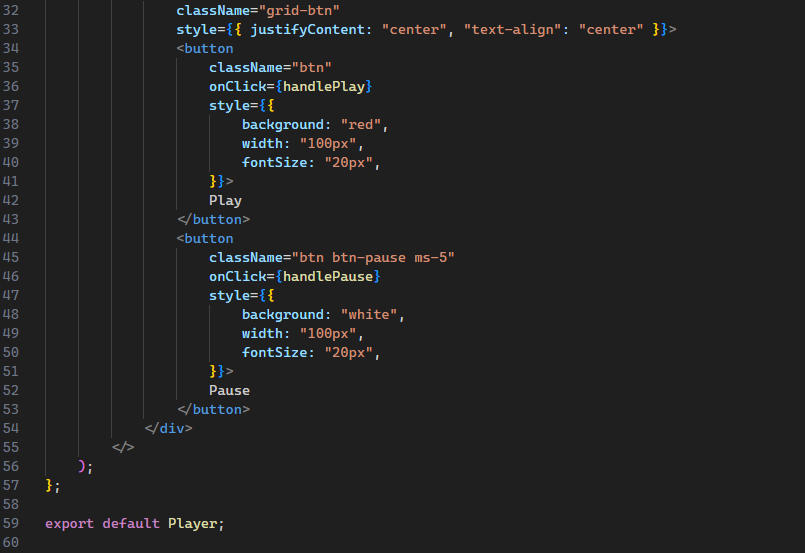 32 className="grid-btn"
33 style={{ justifyContent: "center", "text-align": "center" }}>
34 <button
35 className="btn"
36 onClick={handlePlay}
37 style={{
38 background: "red",
39 width: "100px",
40 fontSize: "20px",
41 }}>
42 Play
43 </button>
44 <button
45 className="btn btn-pause ms-5"
46 onClick={handlePause}
47 style={{
48 background: "white",
49 width: "100px",
50 fontSize: "20px",
51 }}>
52 Pause
53 </button>
54 </div>
55 </>
56 );
57 };
58
59 export default Player;
60